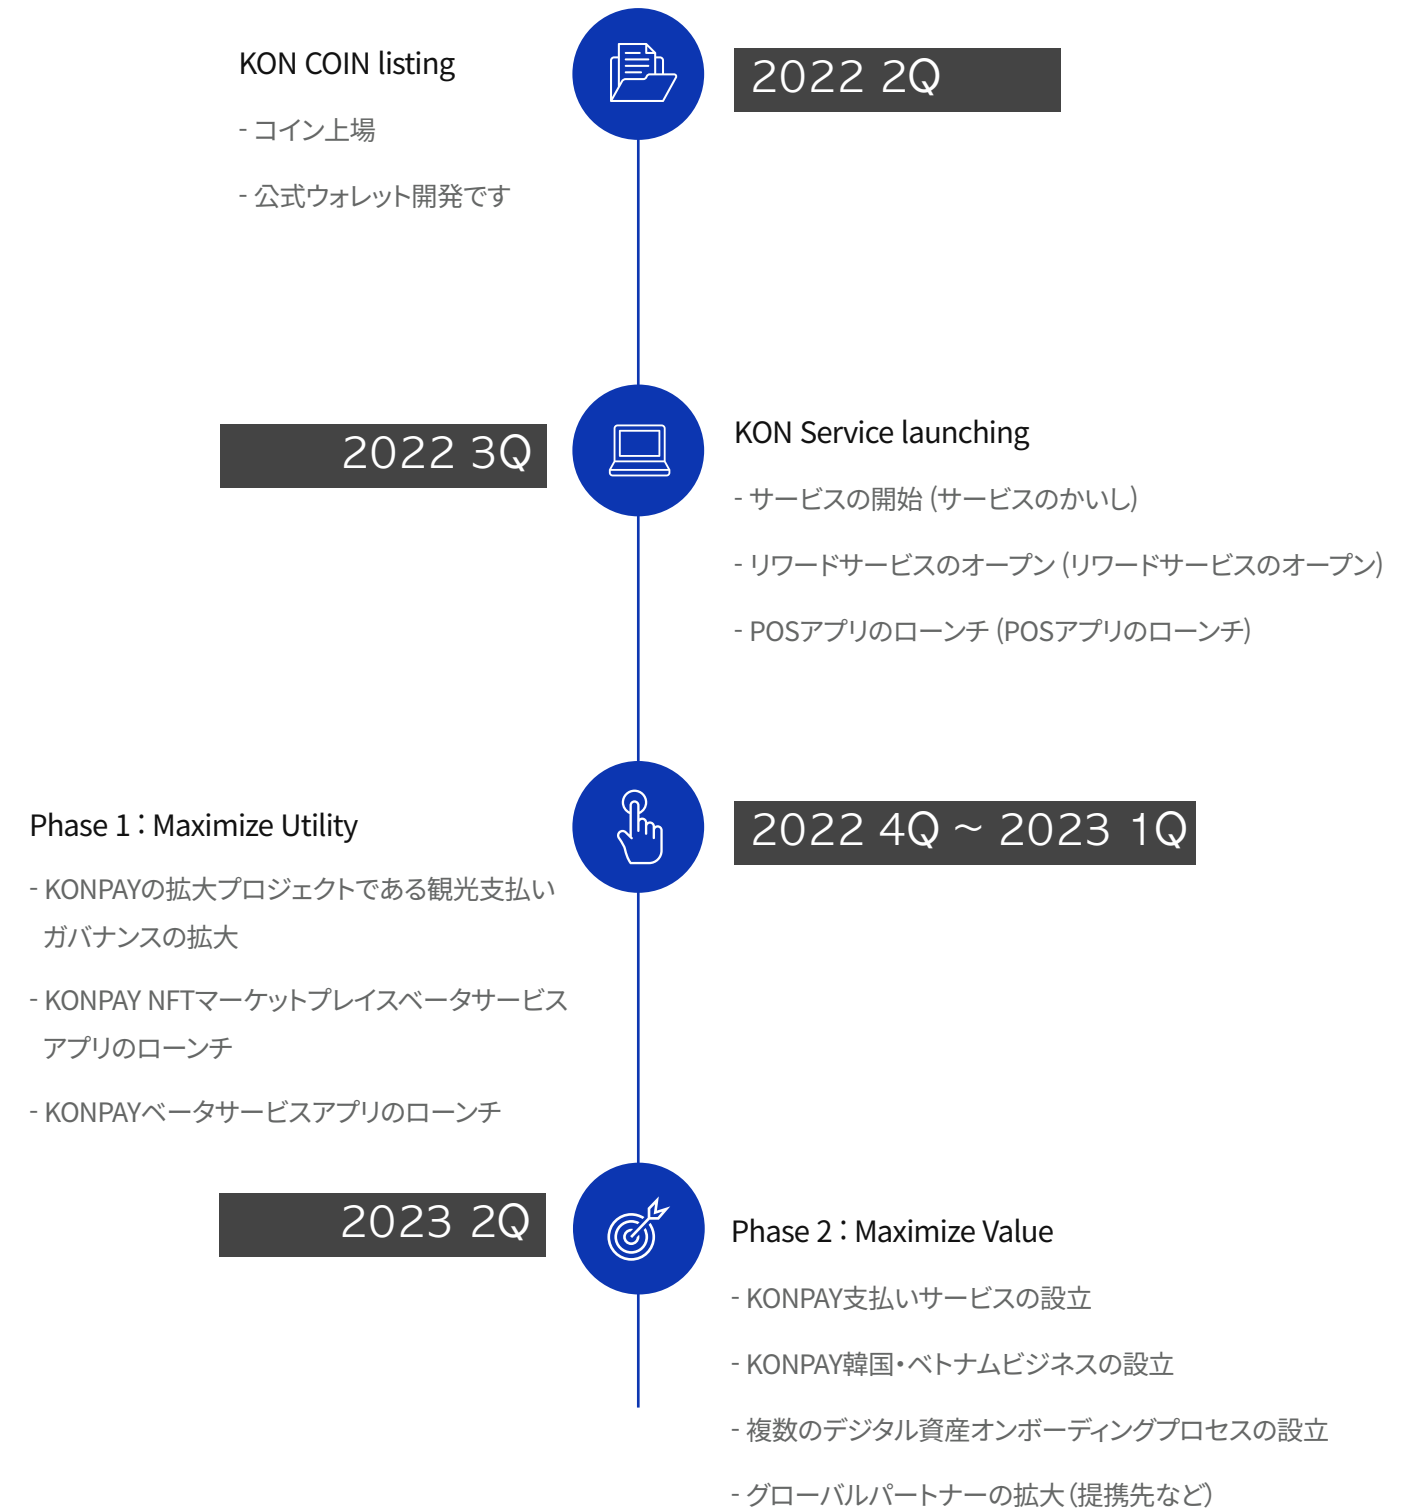 KON COIN listing
- コイン上場
- 公式ウォレット開発です
2022 2Q
2022 3Q
KON Service launching
- サービスの開始 (サービスのかいし)
- リワードサービスのオープン (リワードサービスのオープン)
- POSアプリのローンチ (POSアプリのローンチ)
Phase 1 : Maximize Utility
- KONPAYの拡大プロジェクトである観光支払い
ガバナンスの拡大
- KONPAY NFTマーケットプレイスベータサービス
アプリのローンチ
- KONPAYベータサービスアプリのローンチ
2022 4Q ~ 2023 1Q
2023 2Q
Phase 2 : Maximize Value
- KONPAY支払いサービスの設立
- KONPAY韓国・ベトナムビジネスの設立
- 複数のデジタル資産オンボーディングプロセスの設立
- グローバルパートナーの拡大（提携先など）